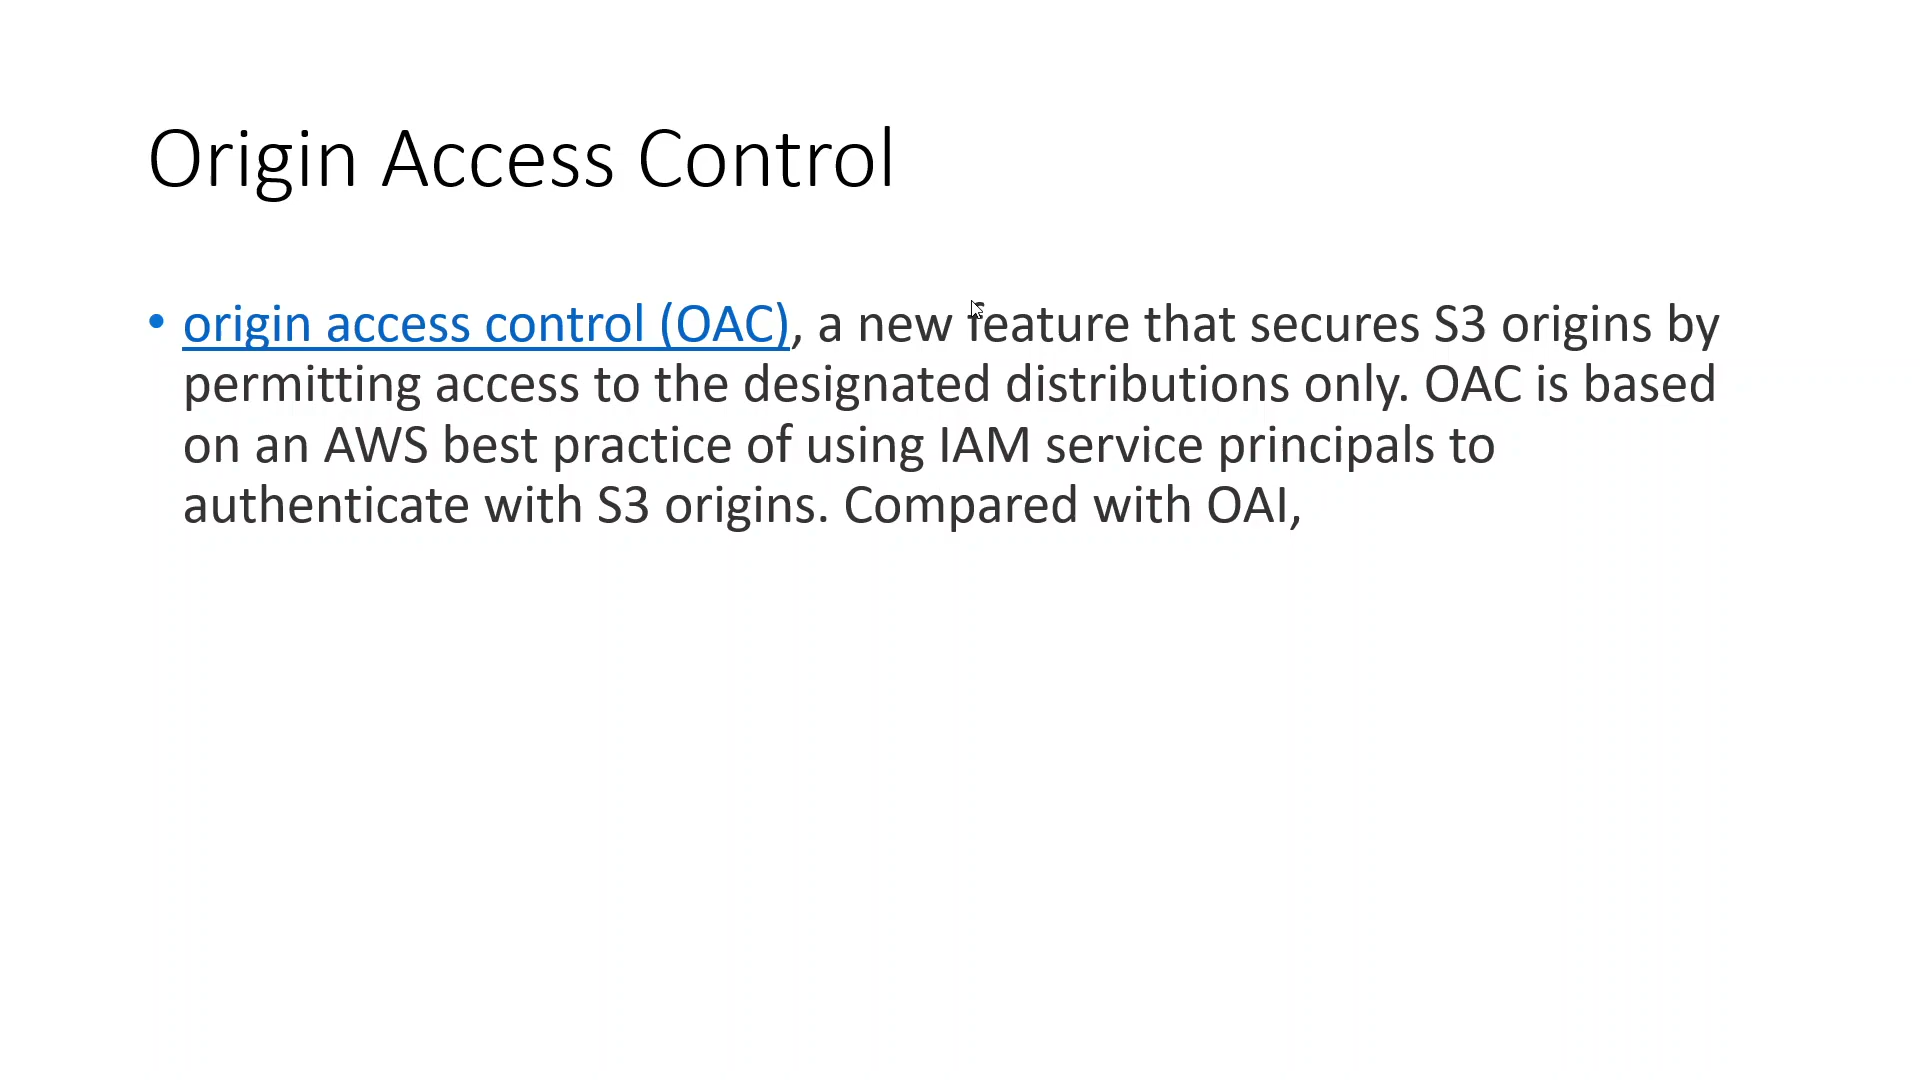 Origin Access Control
• origin access control (OAC), a new feature that secures S3 origins by
permitting access to the designated distributions only. OAC is based
on an AWS best practice of using IAM service principals to
authenticate with S3 origins. Compared with OAI,